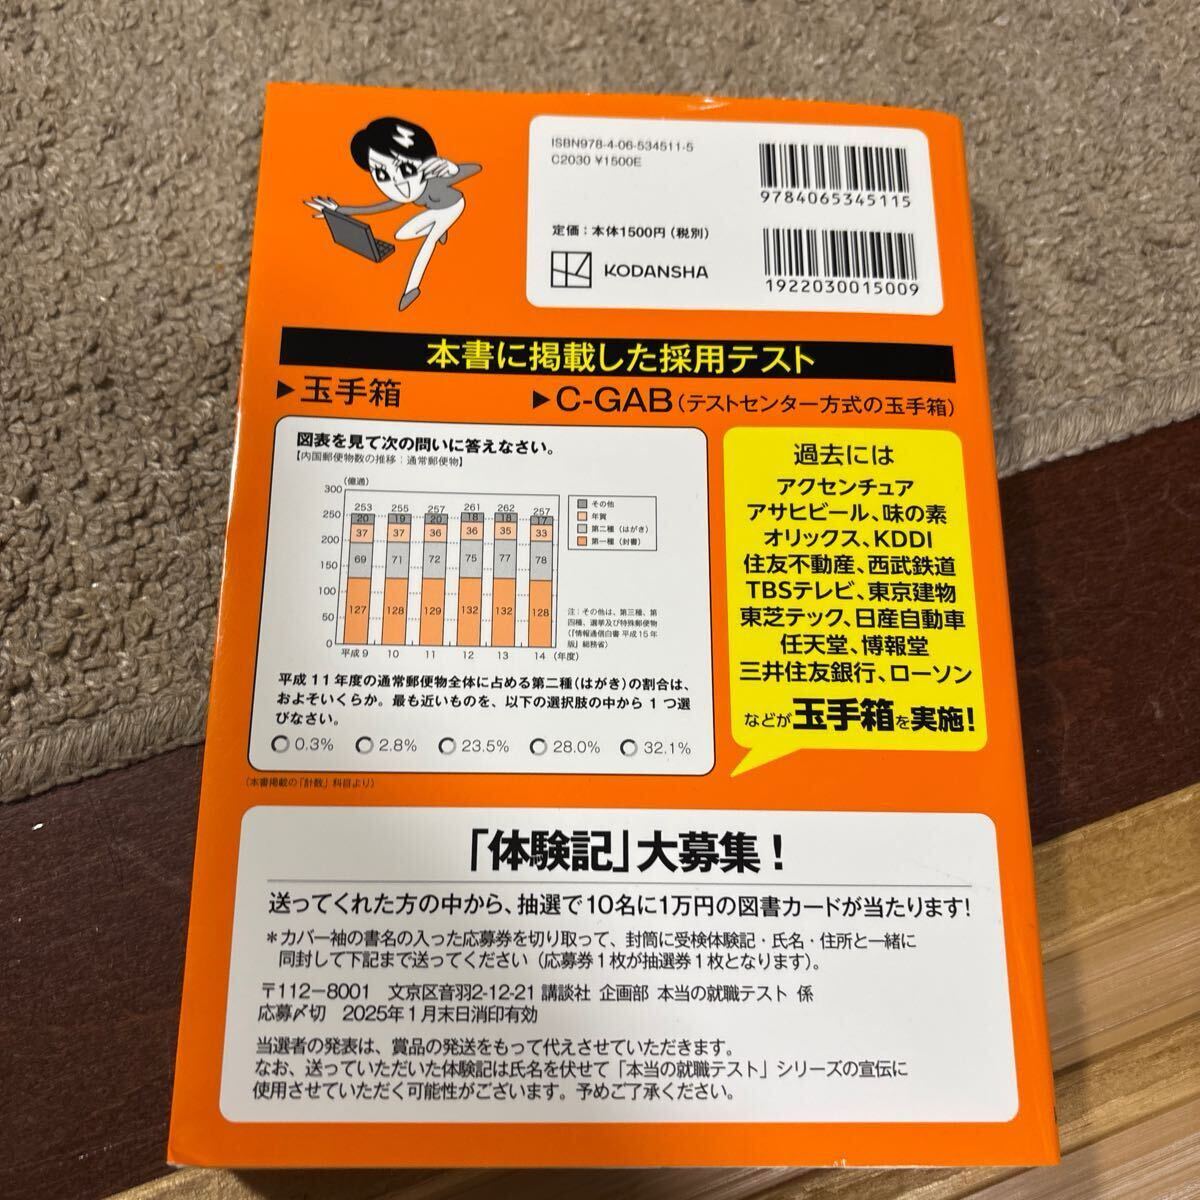 ISBN978-4-06-534511-5
C2030 ¥1500E
9784065345115
定価：本体1500円（税別）
KODANSHA
1922030015009
本書に掲載した採用テスト
▶玉手箱
▶C-GAB（テストセンター方式の玉手箱）
図表を見て次の問いに答えなさい。
【内国郵便物数の推移：通常郵便物】
（億通）
300
250
200
150
100
50
0
253 255 257 261 262 257
20 19 20 18 18 17
37 37 36 36 35 33
69 71 72 75 77 78
127 128 129 132 132 128
平成9 10 11 12 13 14（年度）
その他
年賀
第二種（はがき）
第一種（封書）
注：その他は、第三種、第
四種、選挙及び特殊郵便物
（「情報通信白書 平成15年
版」総務省）
平成11年度の通常郵便物全体に占める第二種（はがき）の割合は、
およそいくらか。最も近いものを、以下の選択肢の中から1つ選
びなさい。
0.3% 2.8% 23.5% 28.0% 32.1%
（本書掲載の「計数」科目より）
過去には
アクセンチュア
アサヒビール、味の素
オリックス、KDDI
住友不動産、西武鉄道
TBSテレビ、東京建物
東芝テック、日産自動車
任天堂、博報堂
三井住友銀行、ローソン
などが玉手箱を実施！
「体験記」大募集！
送ってくれた方の中から、抽選で10名に1万円の図書カードが当たります！
＊カバー袖の書名の入った応募券を切り取って、封筒に受検体験記・氏名・住所と一緒に
同封して下記まで送ってください（応募券1枚が抽選券1枚となります）。
〒112-8001 文京区音羽2-12-21 講談社 企画部 本当の就職テスト 係
応募〆切 2025年1月末日消印有効
当選者の発表は、賞品の発送をもって代えさせていただきます。
なお、送っていただいた体験記は氏名を伏せて「本当の就職テスト」シリーズの宣伝に
使用させていただく可能性がございます。予めご了承ください。